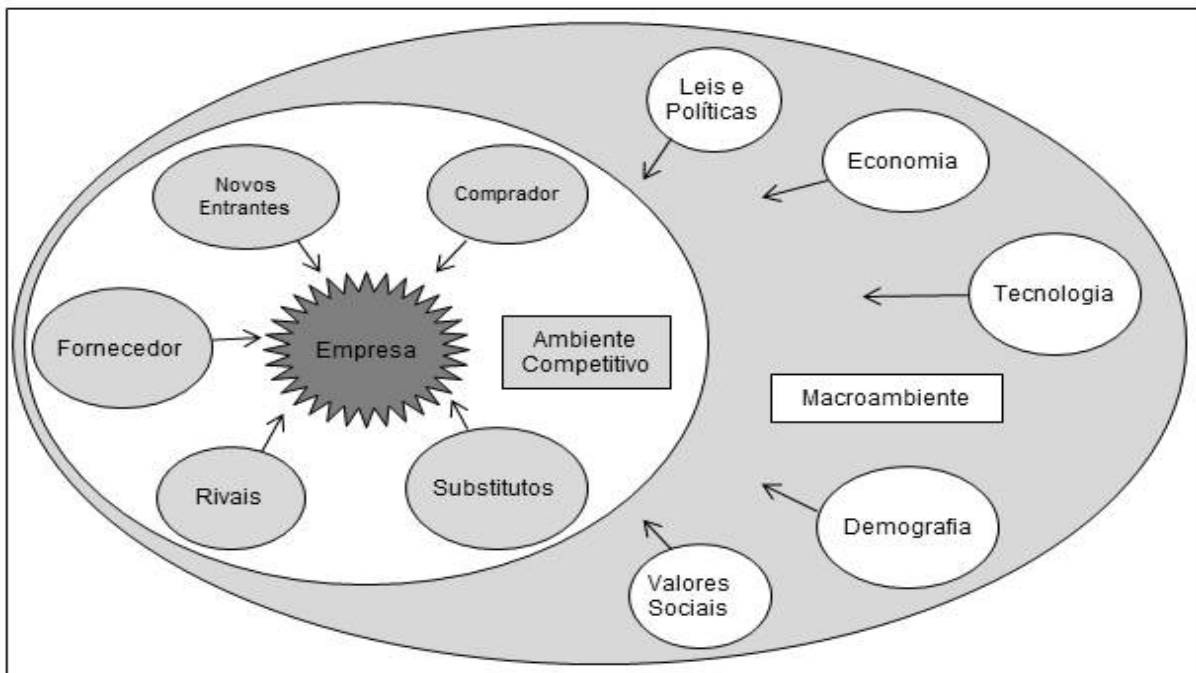 Leis e
Políticas
Economia
Novos
Entrantes
Comprador
Tecnologia
Fornecedor
Empresa
Ambiente
Competitivo
Macroambiente
Rivais
Substitutos
Demografia
Valores
Sociais